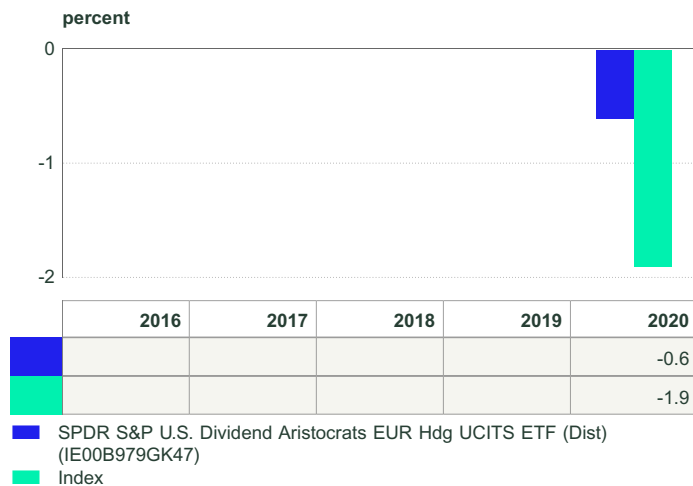 percent
0
-1
-2
2016 2017 2018 2019 2020
-0.6
-1.9
SPDR S&P U.S. Dividend Aristocrats EUR Hdg UCITS ETF (Dist)
(IE00B979GK47)
Index